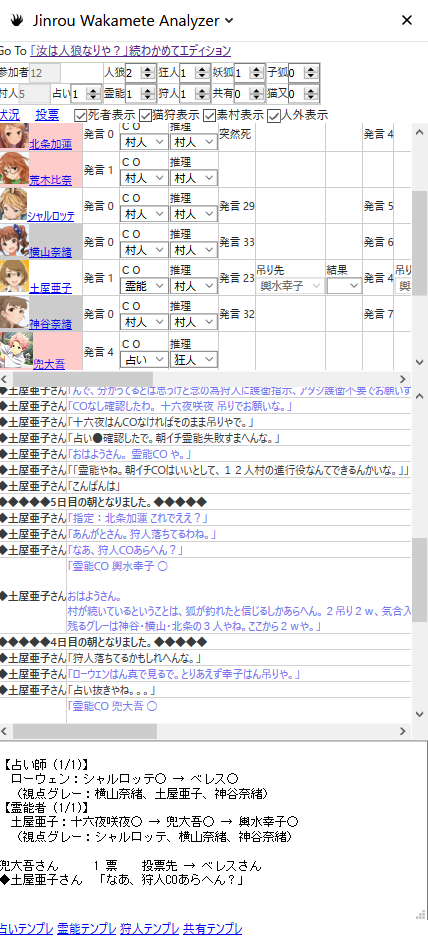 Jinrou Wakamete Analyzer
Go To 「汝は人狼なりや？」続わかめてエディション
参加者 12 人狼 2 狂人 1 妖狐 1 子狐 0
村人 5 占い 1 霊能 1 狩人 1 共有 0 猫又 0
状況 投票 死者表示 猫狩表示 素村表示 人外表示
北条加蓮 発言 0 ＣＯ 村人 推理 村人 突然死 発言 4
荒木比奈 発言 1 ＣＯ 村人 推理 村人
シャルロッテ 発言 0 ＣＯ 村人 推理 村人 発言 29 発言 5
横山奈緒 発言 0 ＣＯ 村人 推理 村人 発言 33 発言 6
土屋亜子 発言 1 ＣＯ 霊能 推理 村人 発言 23 吊り先 輿水幸子 結果 発言 4 吊り
神谷奈緒 発言 0 ＣＯ 村人 推理 村人 発言 32 発言 7
兜大吾 発言 4 ＣＯ 占い 推理 狂人
◆土屋亜子さん
◆土屋亜子さん 「COなし確認したわ。 十六夜咲夜 吊りでお願いな。」
◆土屋亜子さん 「十六夜はんCOなければそのまま吊りやで。」
◆土屋亜子さん 「占い●確認したで。朝イチ霊能失敗すまへんな。」
◆土屋亜子さん 「おはようさん。 霊能CO や。」
◆土屋亜子さん 「「霊能やね。朝イチCOはいいとして、１２人村の進行役なんてできるんかいな。」」
◆土屋亜子さん 「こんばんは」
◆◆◆◆◆5日目の朝となりました。◆◆◆◆◆
◆土屋亜子さん 「指定：北条加蓮 これでええ？」
◆土屋亜子さん 「あんがとさん。狩人落ちてるわね。」
◆土屋亜子さん 「なあ、狩人COあらへん？」
「霊能CO 輿水幸子 ○
◆土屋亜子さん おはようさん。
村が続いているということは、狐が釣れたと信じるしかあらへん。２吊り２ｗ、気合入
残るグレーは神谷・横山・北条の３人やね。ここから２ｗや。」
◆◆◆◆◆4日目の朝となりました。◆◆◆◆◆
◆土屋亜子さん 「狩人落ちてるかもしれへんな。」
◆土屋亜子さん 「ローウェンはん真で見るで。とりあえず幸子はん吊りや。」
◆土屋亜子さん 「占い抜きやね。。。」
◆土屋亜子さん 「霊能CO 兜大吾 ○
【占い師（1/1）】
ローウェン：シャルロッテ○ → ベレス○
（視点グレー：横山奈緒、土屋亜子、神谷奈緒）
【霊能者（1/1）】
土屋亜子：十六夜咲夜○ → 兜大吾○ → 輿水幸子○
（視点グレー：シャルロッテ、横山奈緒、神谷奈緒）
兜大吾さん 1 票 投票先 → ベレスさん
◆土屋亜子さん 「なあ、狩人COあらへん？」
占いテンプレ 霊能テンプレ 狩人テンプレ 共有テンプレ